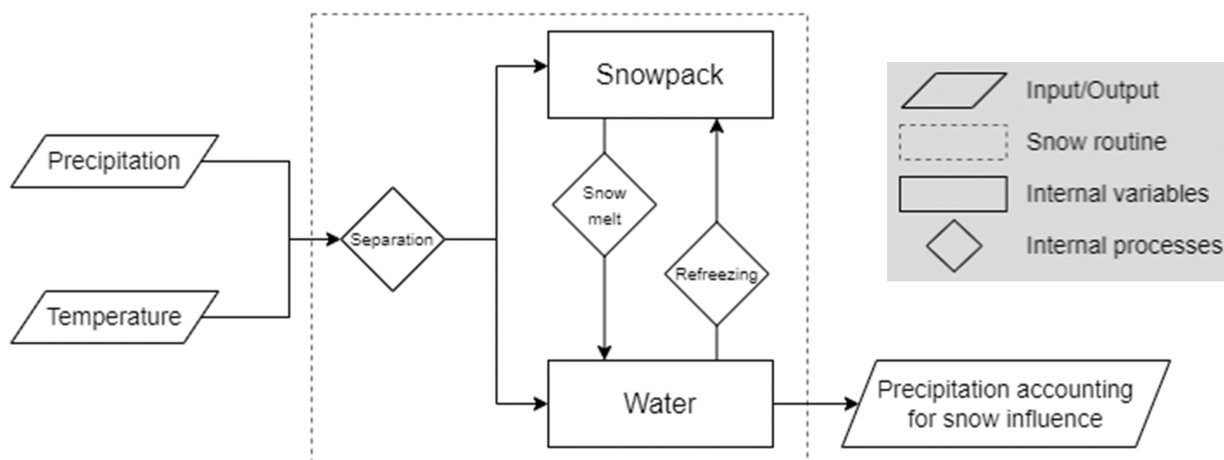 Precipitation
Temperature
Separation
Snowpack
Snow
melt
Refreezing
Water
Precipitation accounting
for snow influence
Input/Output
Snow routine
Internal variables
Internal processes